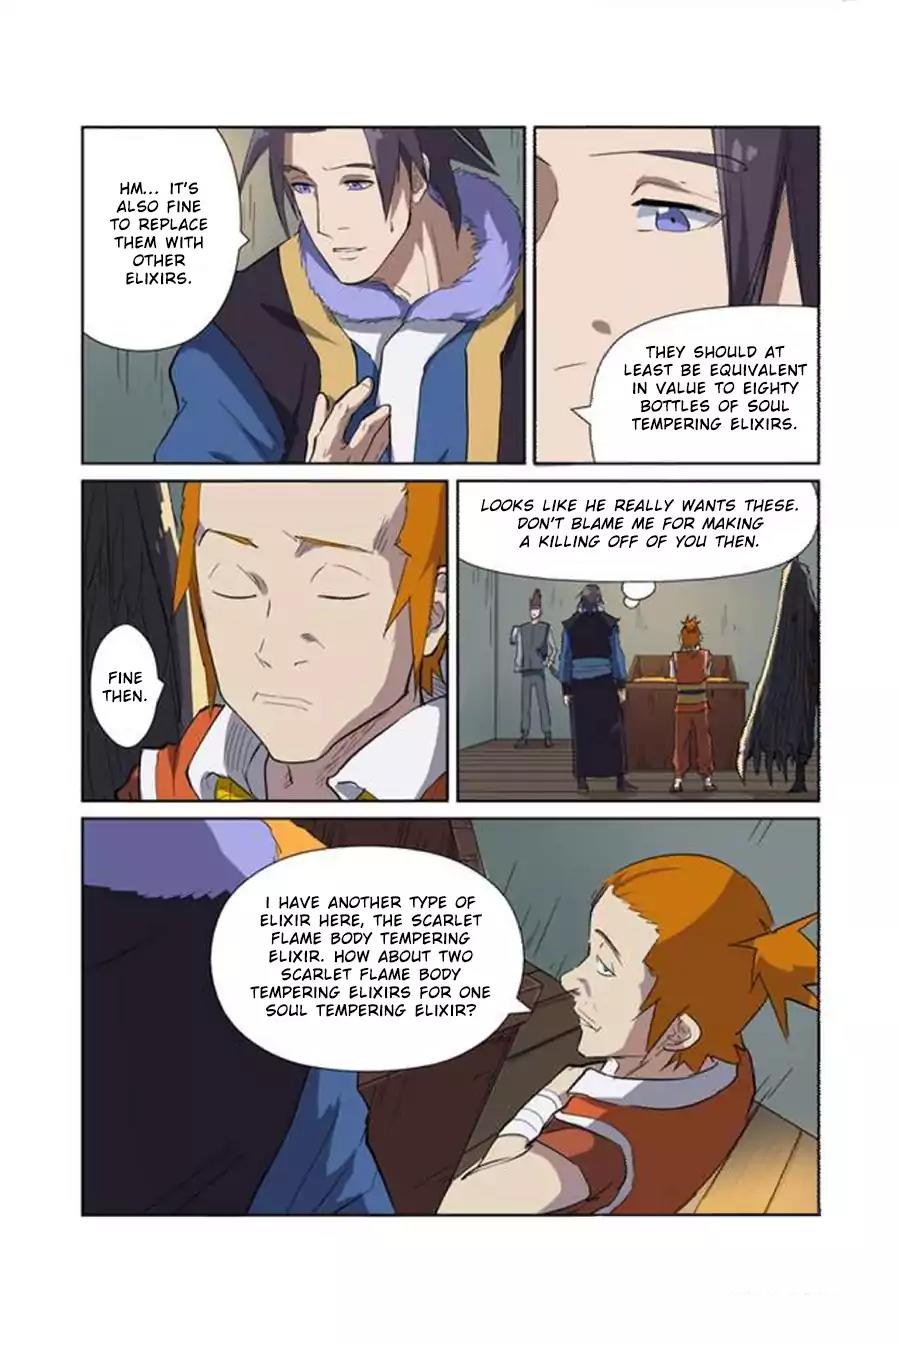 HM... IT'S
ALSO FINE
TO REPLACE
THEM WITH
OTHER
ELIXIRS.
THEY SHOULD AT
LEAST BE EQUIVALENT
IN VALUE TO EIGHTY
BOTTLES OF SOUL
TEMPERING ELIXIRS.
FINE
THEN.
LOOKS LIKE HE REALLY WANTS THESE.
DON'T BLAME ME FOR MAKING
A KILLING OFF OF YOU THEN.
I HAVE ANOTHER TYPE OF
ELIXIR HERE, THE SCARLET
FLAME BODY TEMPERING
ELIXIR. HOW ABOUT TWO
SCARLET FLAME BODY
TEMPERING ELIXIRS FOR ONE
SOUL TEMPERING ELIXIR?